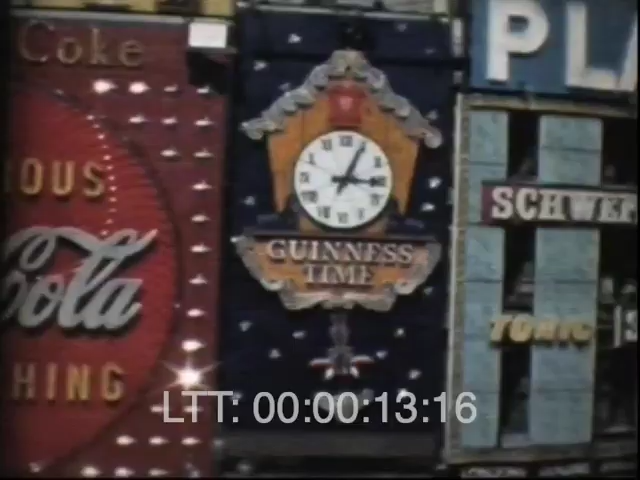 Coke
OUS
Cola
HING
GUINNESS
TIME
PLA
SCHWEP
TONIC
LTT: 00:00:13:16